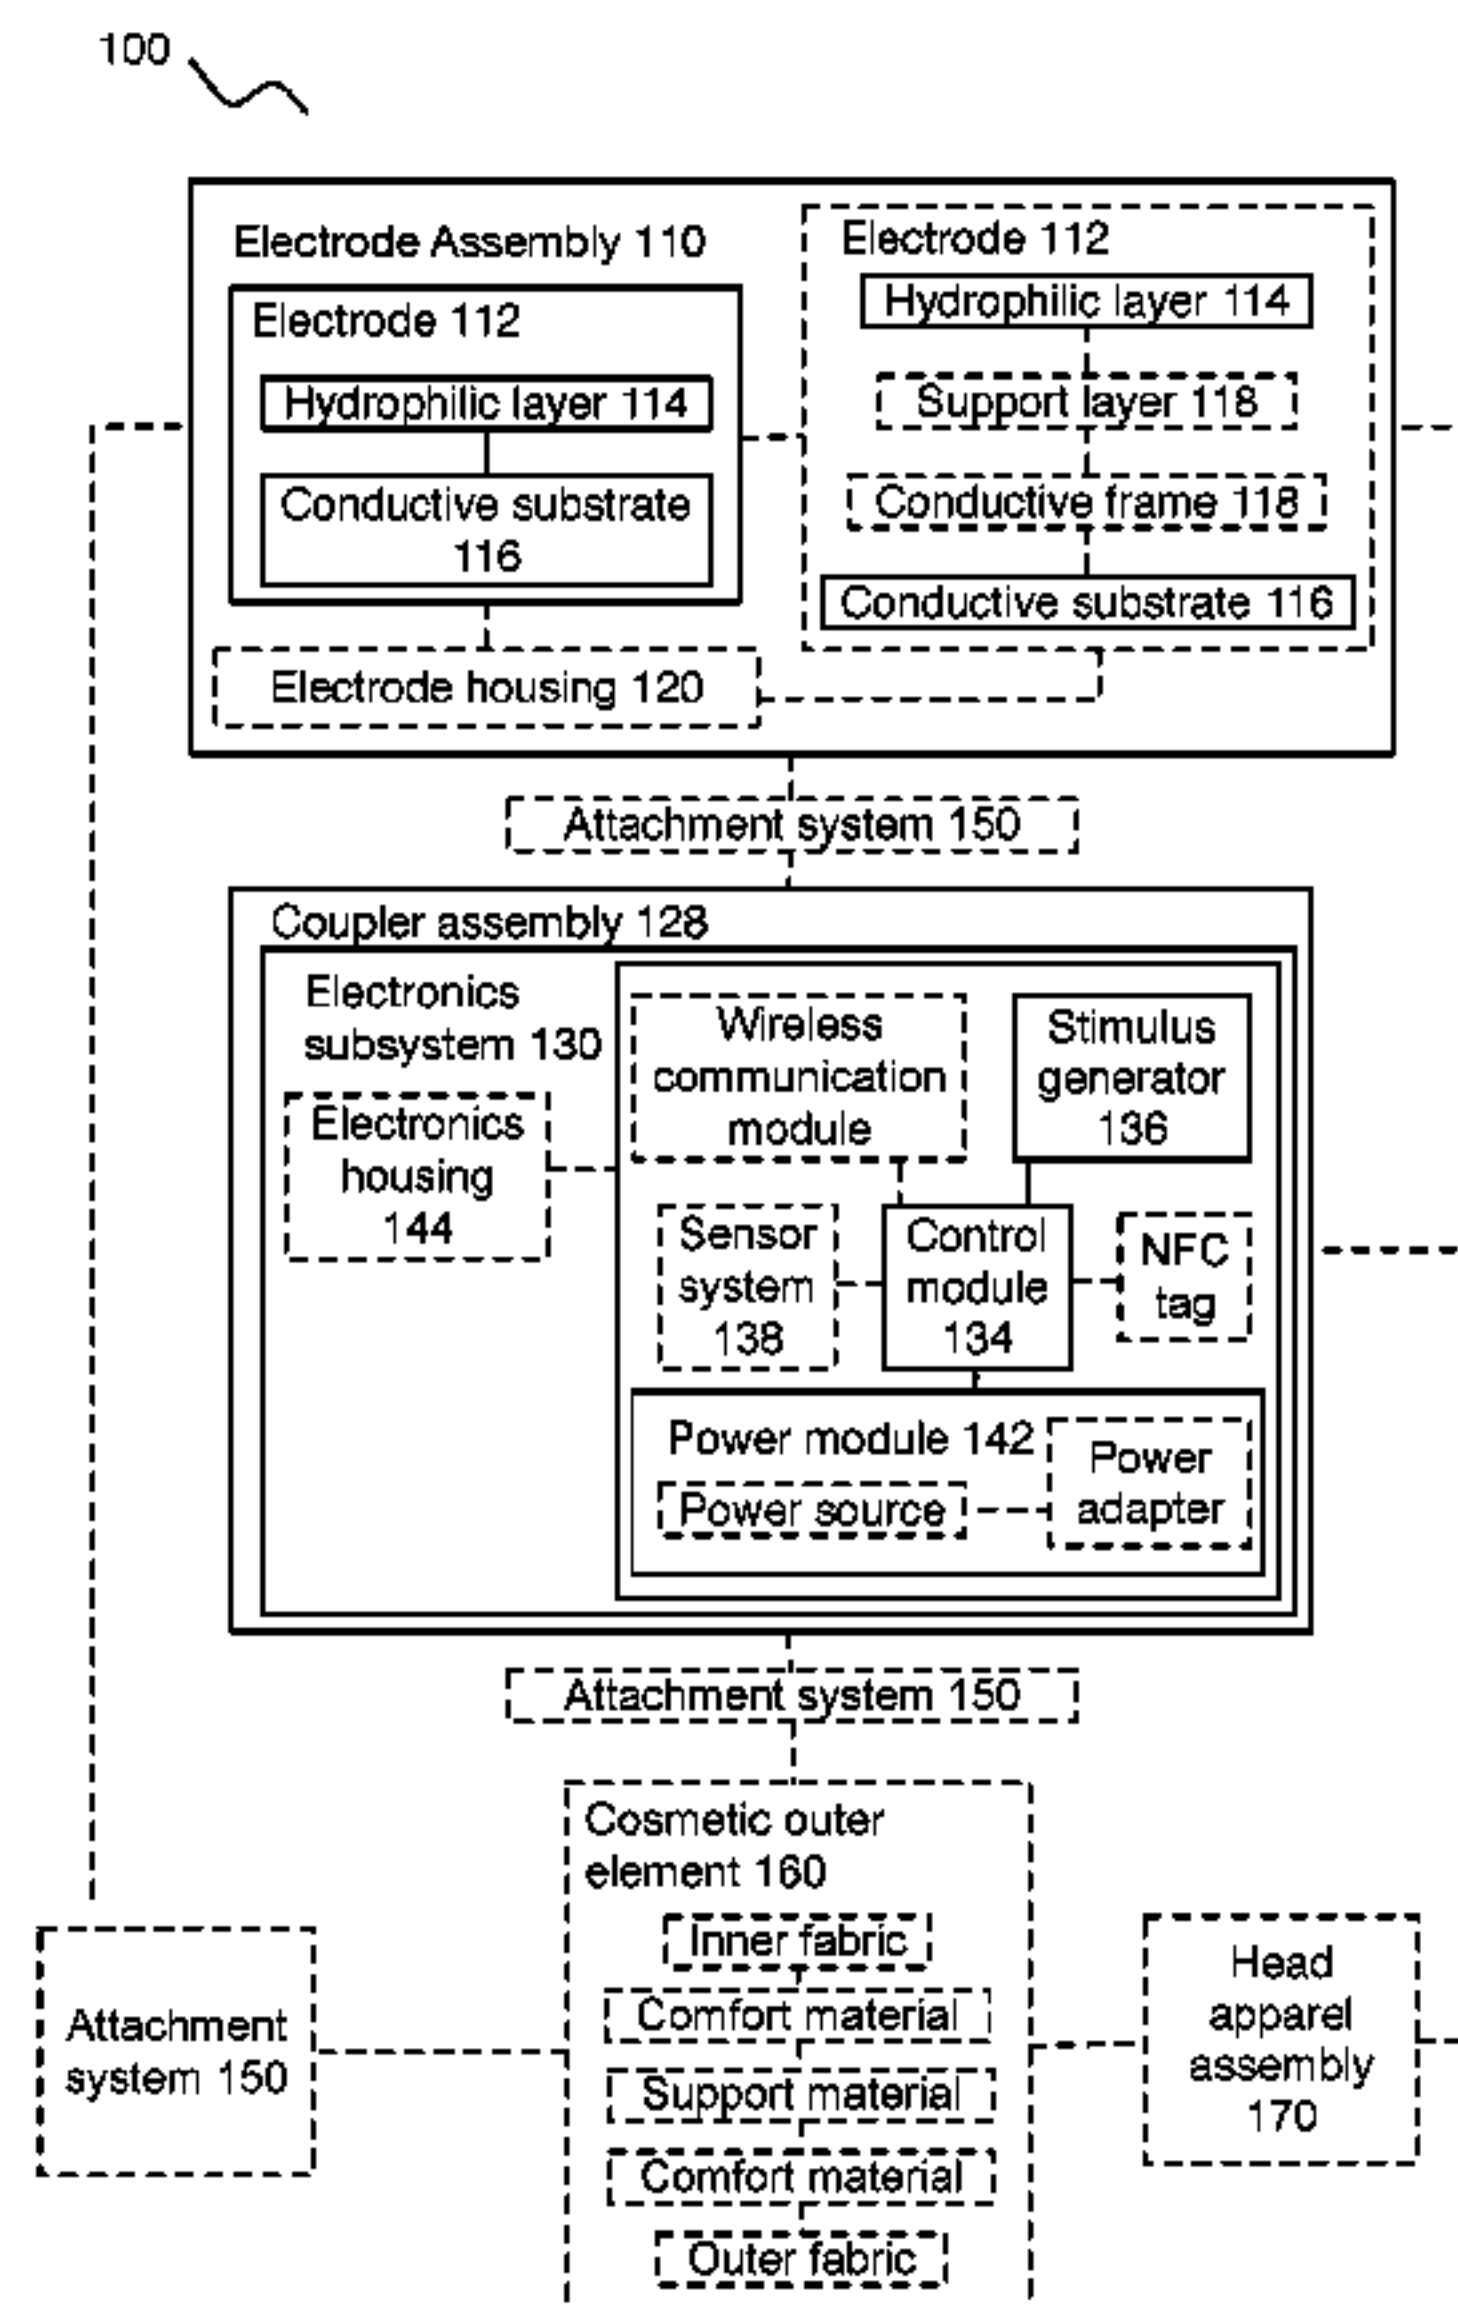 100
Electrode Assembly 110
Electrode 112
Hydrophilic layer 114
Conductive substrate
116
Electrode 112
Hydrophilic layer 114
Support layer 118
Conductive frame 118
Conductive substrate 116
Electrode housing 120
Attachment system 150
Coupler assembly 128
Electronics
subsystem 130
Electronics
housing
144
Wireless
communication
module
Stimulus
generator
136
Sensor
system
138
Control
module
134
NFC
tag
Power module 142
Power source
Power
adapter
Attachment system 150
Cosmetic outer
element 160
Inner fabric
Comfort material
Support material
Comfort material
Outer fabric
Attachment
system 150
Head
apparel
assembly
170